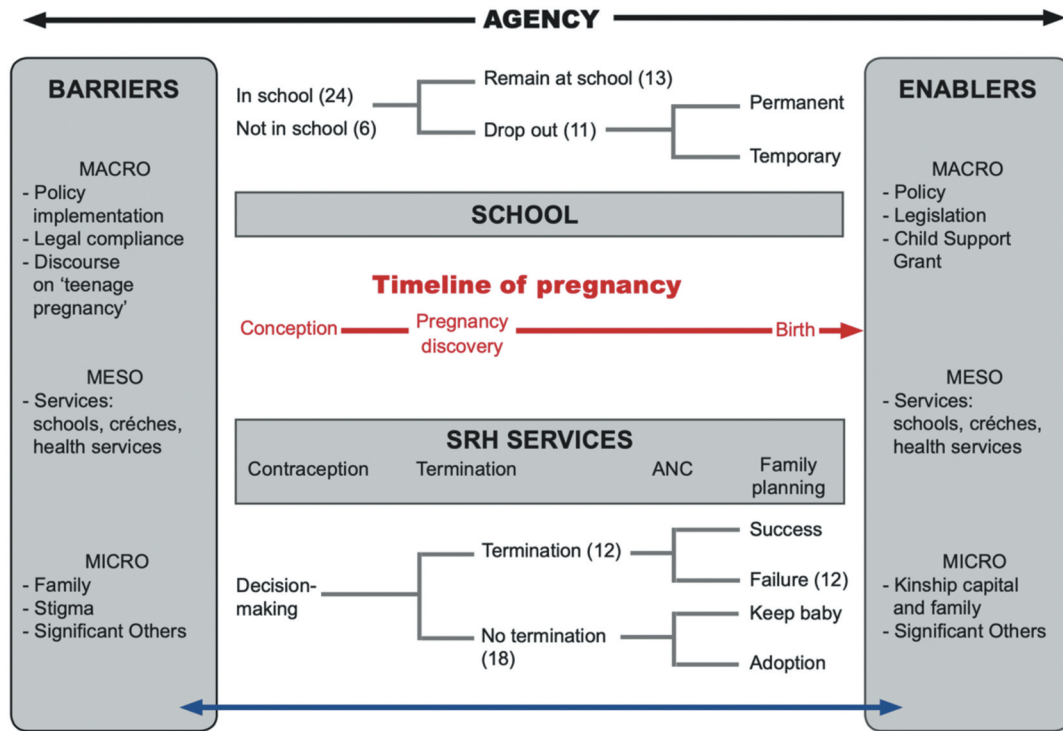 AGENCY
BARRIERS
MACRO
- Policy
implementation
- Legal compliance
- Discourse
on ‘teenage
pregnancy’
MESO
- Services:
schools, créches,
health services
MICRO
- Family
- Stigma
- Significant Others
In school (24)
Not in school (6)
Remain at school (13)
Drop out (11)
Permanent
Temporary
SCHOOL
Timeline of pregnancy
Conception
Pregnancy
discovery
Birth
SRH SERVICES
Contraception
Termination
ANC
Family
planning
Decision-
making
Termination (12)
No termination
(18)
Success
Failure (12)
Keep baby
Adoption
ENABLERS
MACRO
- Policy
- Legislation
- Child Support
Grant
MESO
- Services:
schools, créches,
health services
MICRO
- Kinship capital
and family
- Significant Others